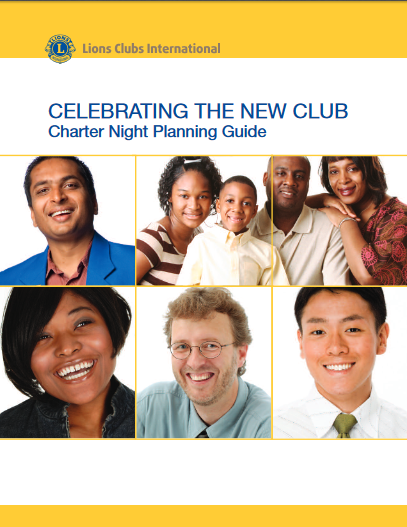 Lions Clubs International
CELEBRATING THE NEW CLUB
Charter Night Planning Guide